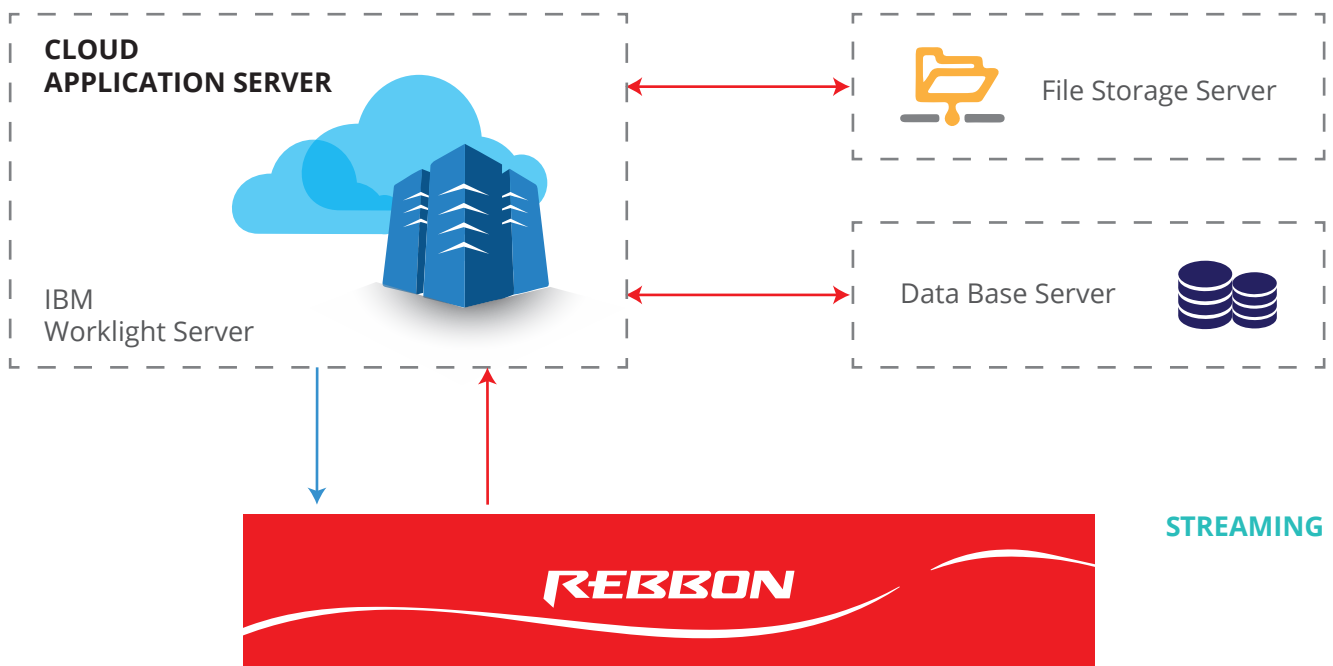 CLOUD
APPLICATION SERVER
IBM
Worklight Server
File Storage Server
Data Base Server
STREAMING
REBBON